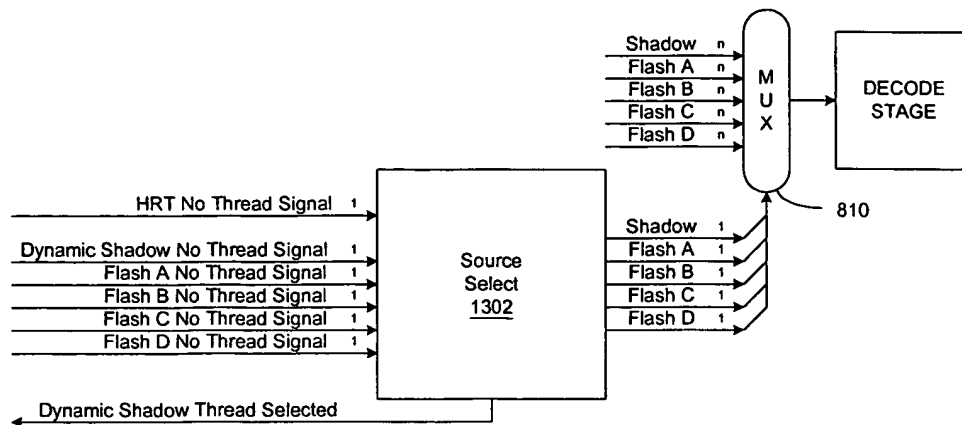 Shadow n
Flash A n
Flash B n
Flash C n
Flash D n
MUX
DECODE
STAGE
810
HRT No Thread Signal 1
Dynamic Shadow No Thread Signal 1
Flash A No Thread Signal 1
Flash B No Thread Signal 1
Flash C No Thread Signal 1
Flash D No Thread Signal 1
Source
Select
1302
Shadow 1
Flash A 1
Flash B 1
Flash C 1
Flash D 1
Dynamic Shadow Thread Selected